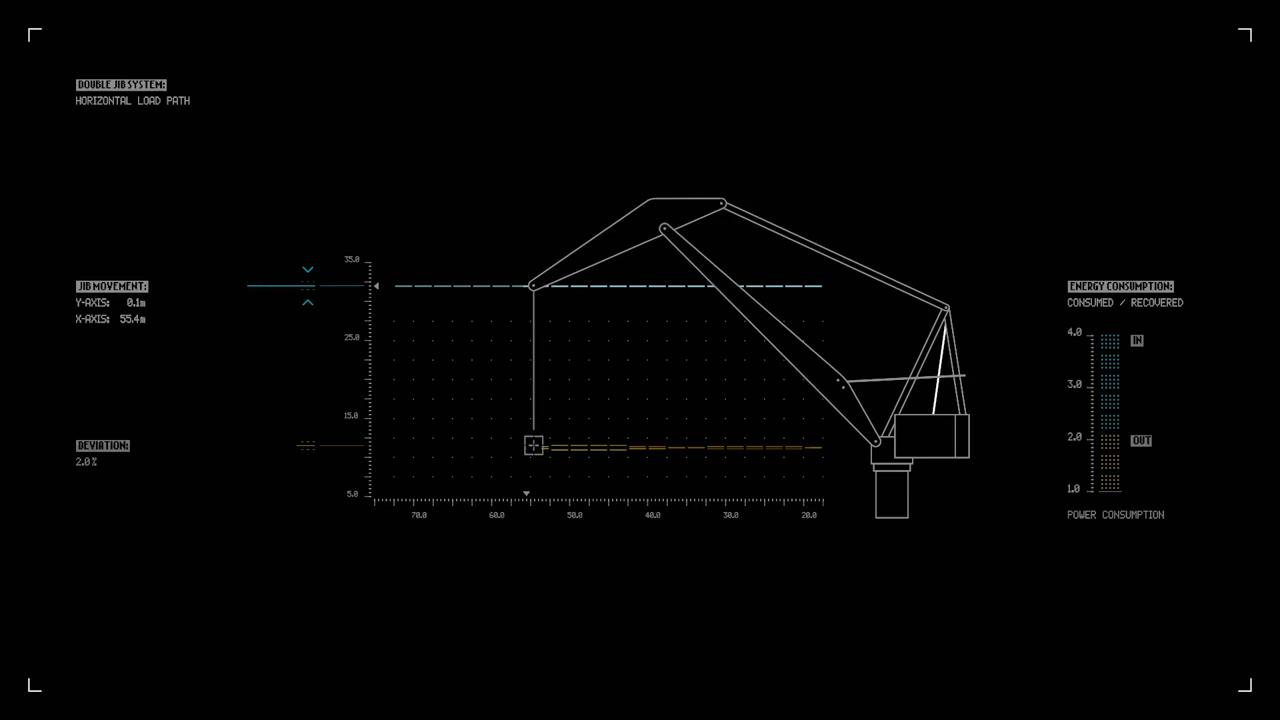 DOUBLE JIB SYSTEM:
HORIZONTAL LOAD PATH
JIB MOVEMENT:
Y-AXIS: 0.1m
X-AXIS: 55.4m
DEVIATION:
2.0%
35.0
25.0
15.0
5.0
70.0 60.0 50.0 40.0 30.0 20.0
ENERGY CONSUMPTION:
CONSUMED / RECOVERED
4.0
IN
3.0
2.0
OUT
1.0
POWER CONSUMPTION